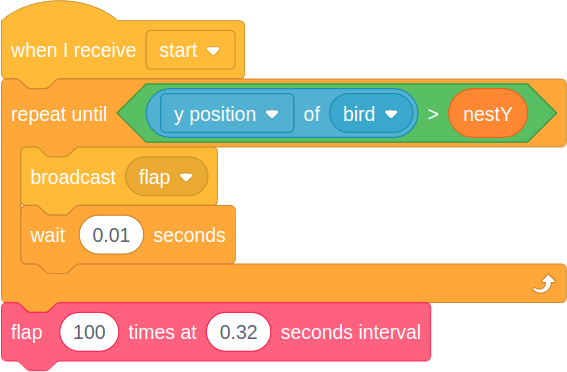 when I receive start
repeat until y position of bird > nestY
broadcast flap
wait 0.01 seconds
flap 100 times at 0.32 seconds interval